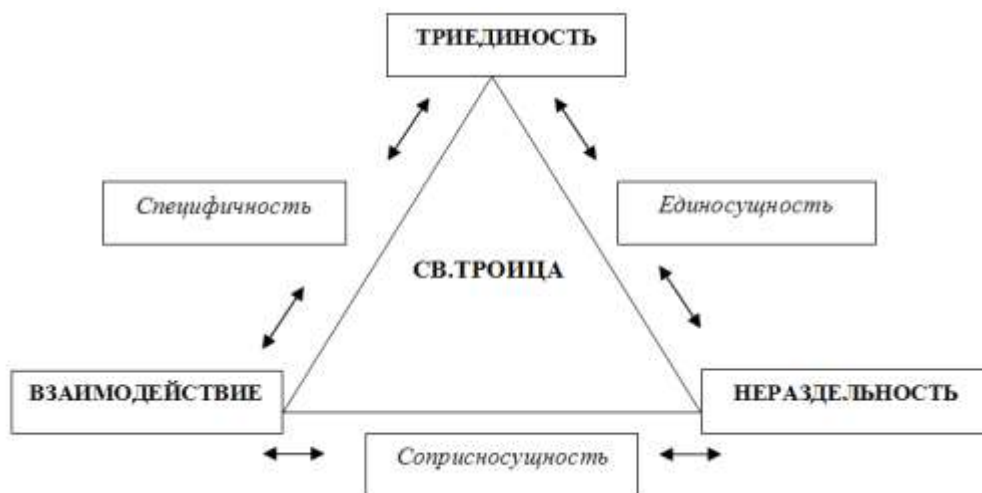 ТРИЕДИНОСТЬ
Специфичность
Единосущность
СВ.ТРОИЦА
ВЗАИМОДЕЙСТВИЕ
НЕРАЗДЕЛЬНОСТЬ
Соприсносущность